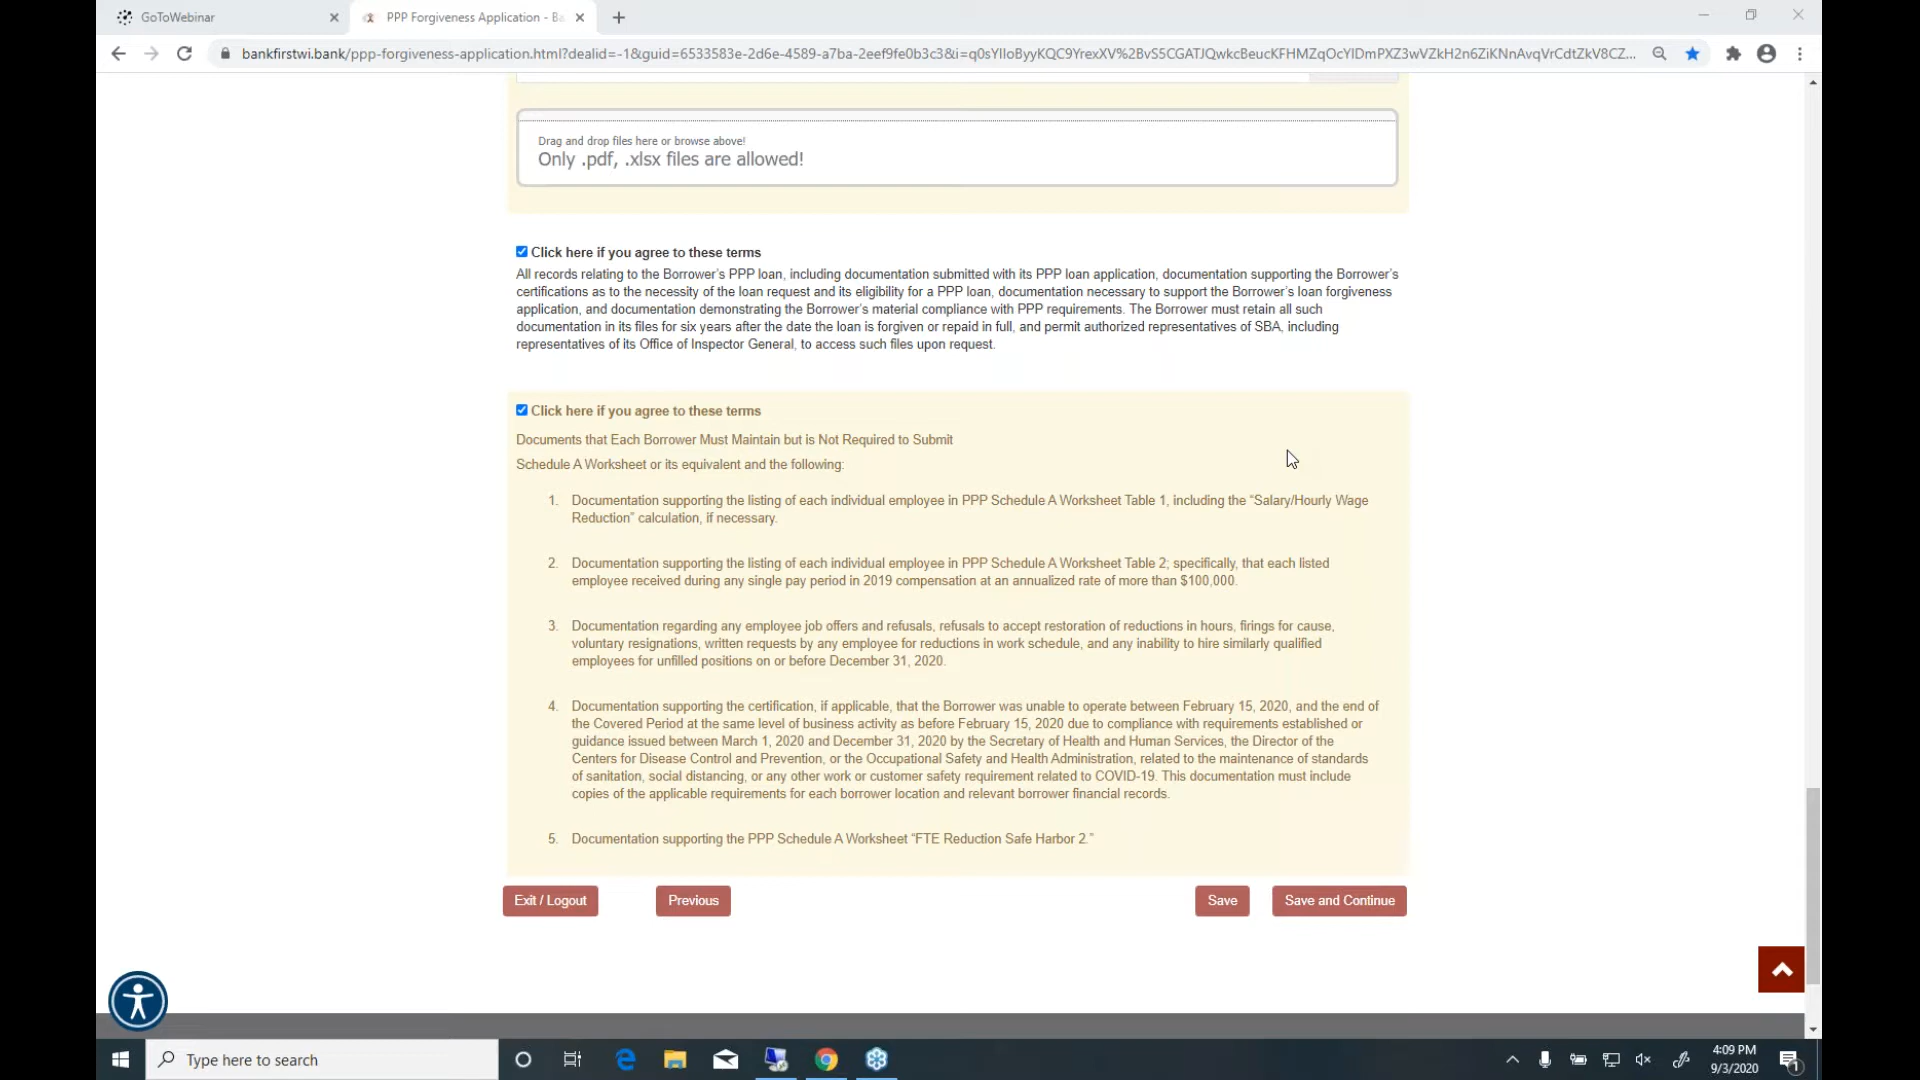 GoToWebinar
PPP Forgiveness Application - Ba
bankfirstwi.bank/ppp-forgiveness-application.html?dealid=-1&guid=6533583e-2d6e-4589-a7ba-2eef9fe0b3c3&i=q0sYlIoByyKQC9YrexXV%2BvS5CGATJQwkcBeucKFHMZqOcYlDmPXZ3wVZkH2n6ZiKNnAvqVrCdtZkV8CZ...
Drag and drop files here or browse above!
Only .pdf, .xlsx files are allowed!
Click here if you agree to these terms
All records relating to the Borrower's PPP loan, including documentation submitted with its PPP loan application, documentation supporting the Borrower's
certifications as to the necessity of the loan request and its eligibility for a PPP loan, documentation necessary to support the Borrower's loan forgiveness
application, and documentation demonstrating the Borrower's material compliance with PPP requirements. The Borrower must retain all such
documentation in its files for six years after the date the loan is forgiven or repaid in full, and permit authorized representatives of SBA, including
representatives of its Office of Inspector General, to access such files upon request.
Click here if you agree to these terms
Documents that Each Borrower Must Maintain but is Not Required to Submit
Schedule A Worksheet or its equivalent and the following:
1. Documentation supporting the listing of each individual employee in PPP Schedule A Worksheet Table 1, including the “Salary/Hourly Wage
Reduction” calculation, if necessary.
2. Documentation supporting the listing of each individual employee in PPP Schedule A Worksheet Table 2; specifically, that each listed
employee received during any single pay period in 2019 compensation at an annualized rate of more than $100,000.
3. Documentation regarding any employee job offers and refusals, refusals to accept restoration of reductions in hours, firings for cause,
voluntary resignations, written requests by any employee for reductions in work schedule, and any inability to hire similarly qualified
employees for unfilled positions on or before December 31, 2020.
4. Documentation supporting the certification, if applicable, that the Borrower was unable to operate between February 15, 2020, and the end of
the Covered Period at the same level of business activity as before February 15, 2020 due to compliance with requirements established or
guidance issued between March 1, 2020 and December 31, 2020 by the Secretary of Health and Human Services, the Director of the
Centers for Disease Control and Prevention, or the Occupational Safety and Health Administration, related to the maintenance of standards
of sanitation, social distancing, or any other work or customer safety requirement related to COVID-19. This documentation must include
copies of the applicable requirements for each borrower location and relevant borrower financial records.
5. Documentation supporting the PPP Schedule A Worksheet “FTE Reduction Safe Harbor 2.”
Exit / Logout
Previous
Save
Save and Continue
Type here to search
4:09 PM
9/3/2020
1